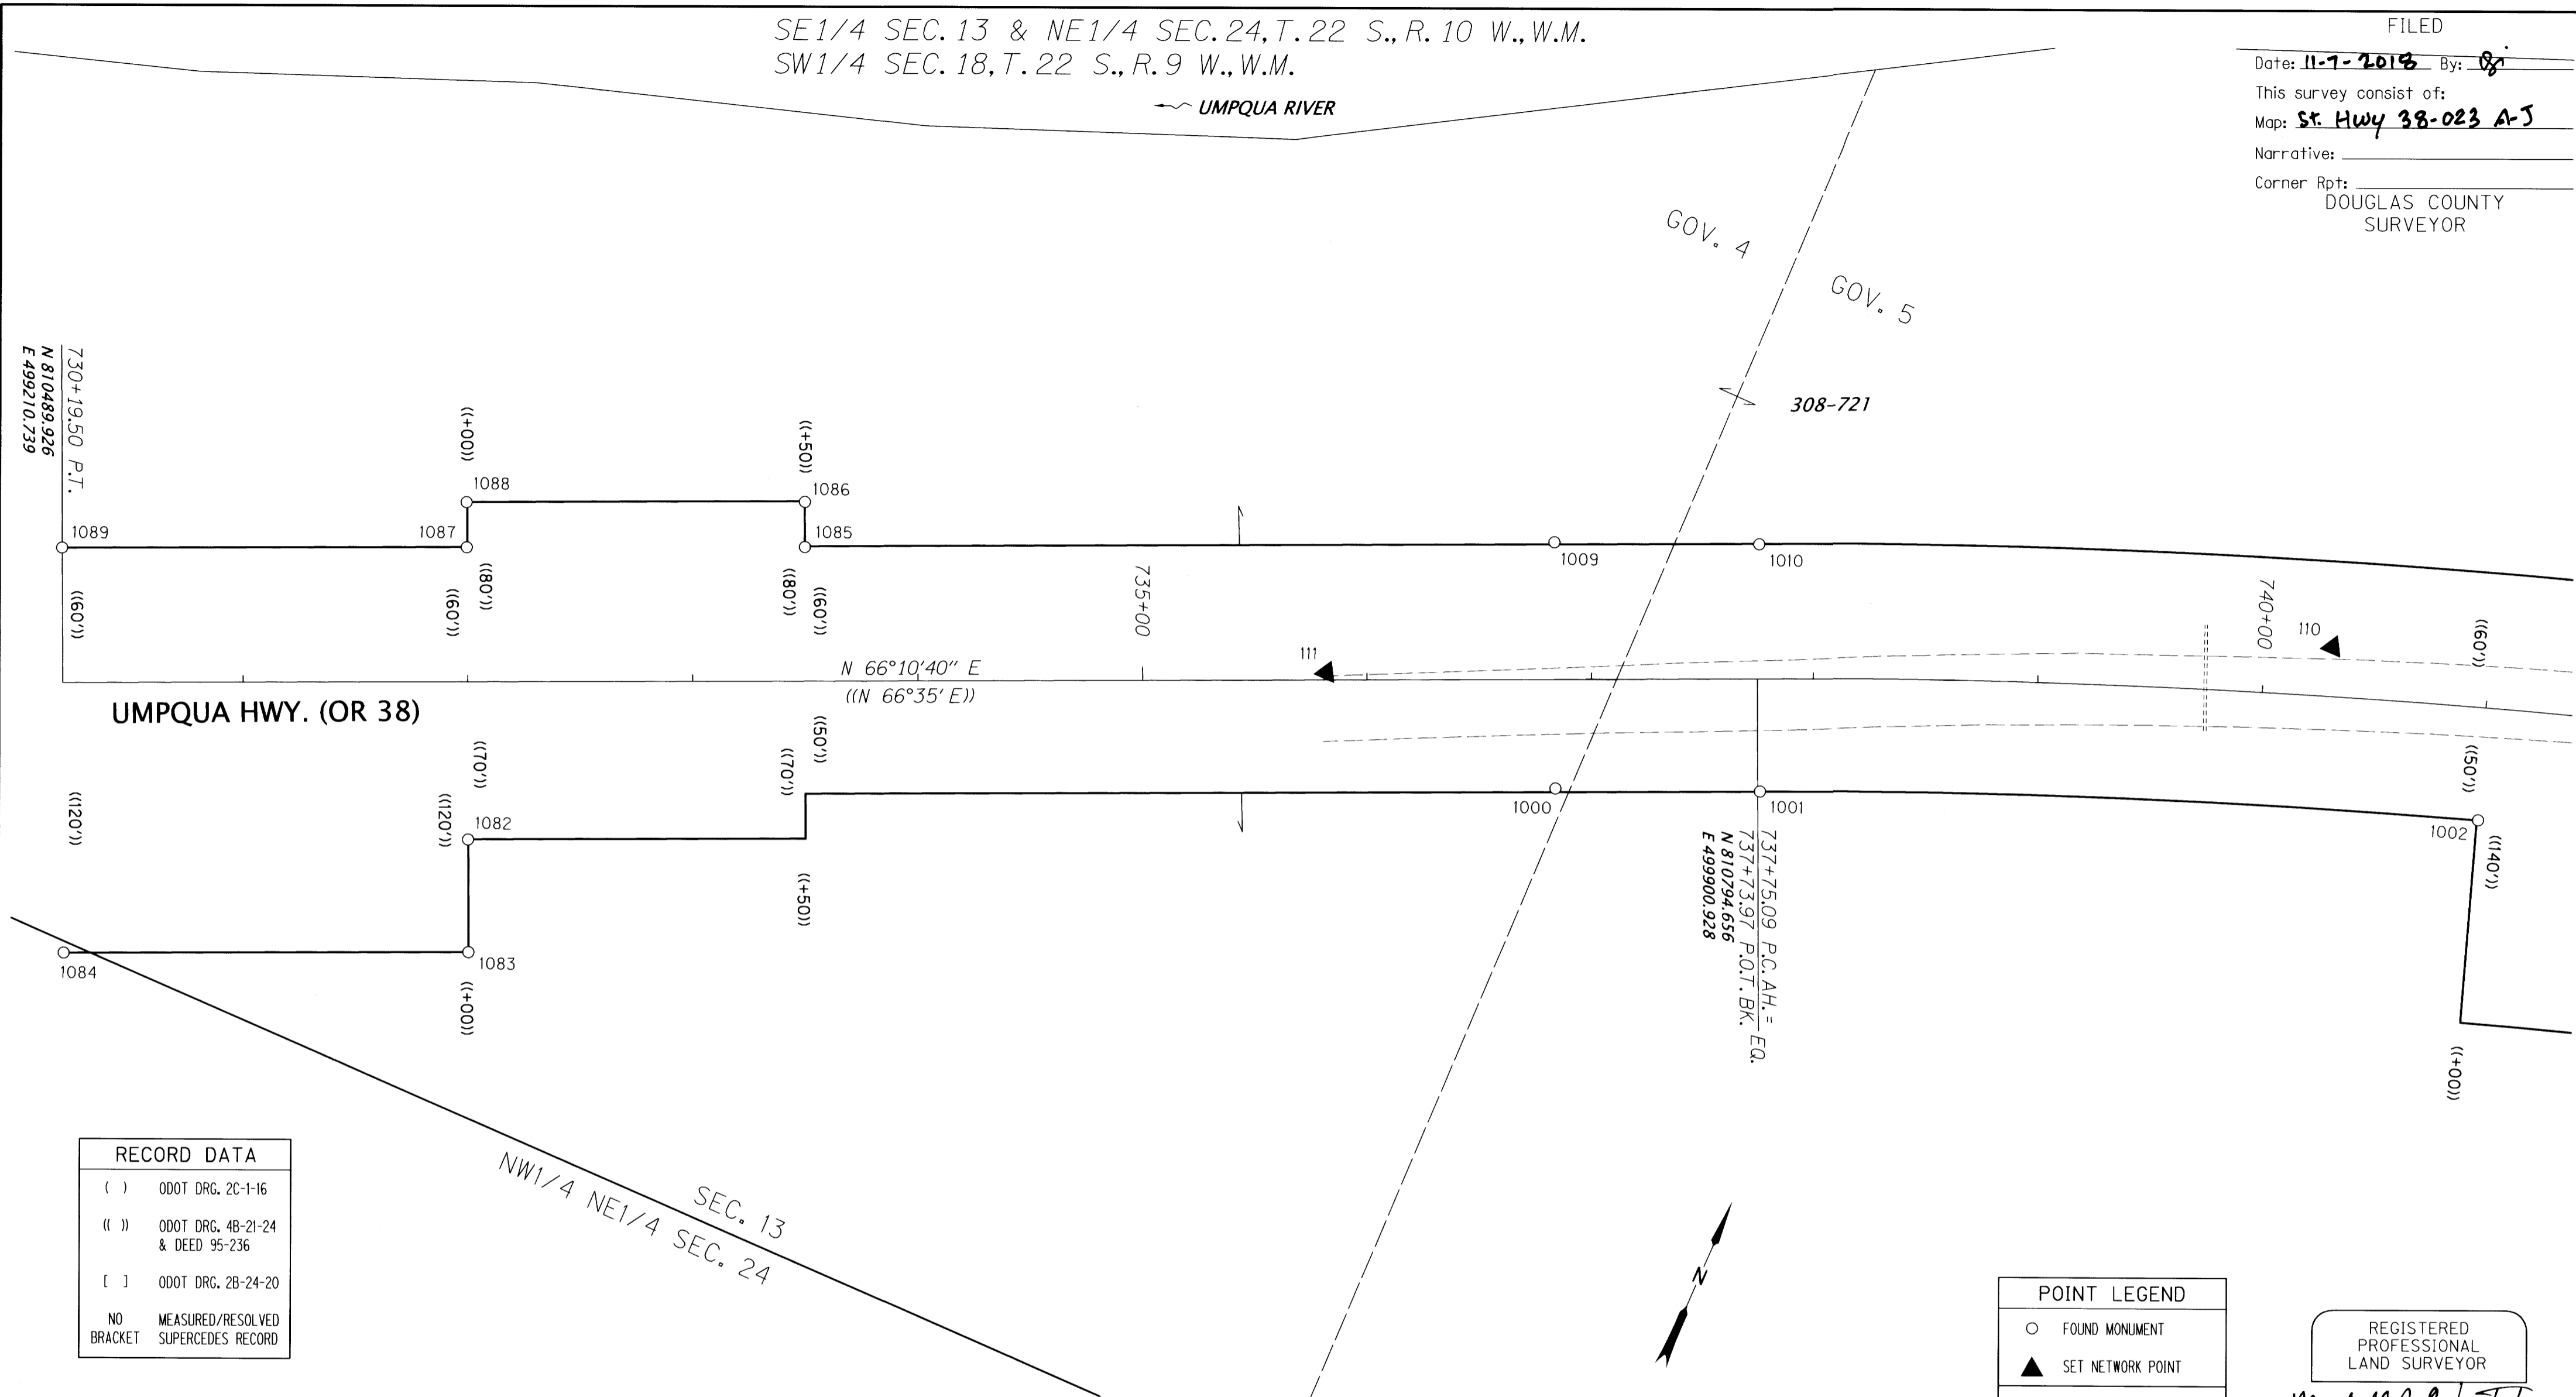 SE1/4 SEC. 13 & NE1/4 SEC. 24, T. 22 S., R. 10 W., W.M.
SW1/4 SEC. 18, T. 22 S., R. 9 W., W.M.
UMPQUA RIVER
FILED
Date: 11-7-2018 By:
This survey consist of:
Map: St. Hwy 38-023 A-J
Narrative:
Corner Rpt:
DOUGLAS COUNTY
SURVEYOR
GOV. 4
GOV. 5
308-721
730+19.50 P.T.
N 810489.926
E 499210.739
((+00))
((+50))
1088
1086
1089
1087
1085
1009
1010
((60'))
((60'))
((80'))
((80'))
((60'))
735+00
740+00
110
((60'))
111
N 66°10'40" E
((N 66°35' E))
UMPQUA HWY. (OR 38)
((120'))
((120'))
((70'))
((70'))
((50'))
((50'))
1082
1000
1001
1002
((140'))
((+50))
737+75.09 P.C. AH. =
737+73.97 P.O.T. BK.
EQ.
N 810794.656
E 499900.928
1084
1083
((+00))
((+00))
SEC. 13
NW1/4 NE1/4 SEC. 24
RECORD DATA
( ) ODOT DRG. 2C-1-16
(( )) ODOT DRG. 4B-21-24
& DEED 95-236
[ ] ODOT DRG. 2B-24-20
NO BRACKET MEASURED/RESOLVED
SUPERCEDES RECORD
N
POINT LEGEND
FOUND MONUMENT
SET NETWORK POINT
REGISTERED
PROFESSIONAL
LAND SURVEYOR